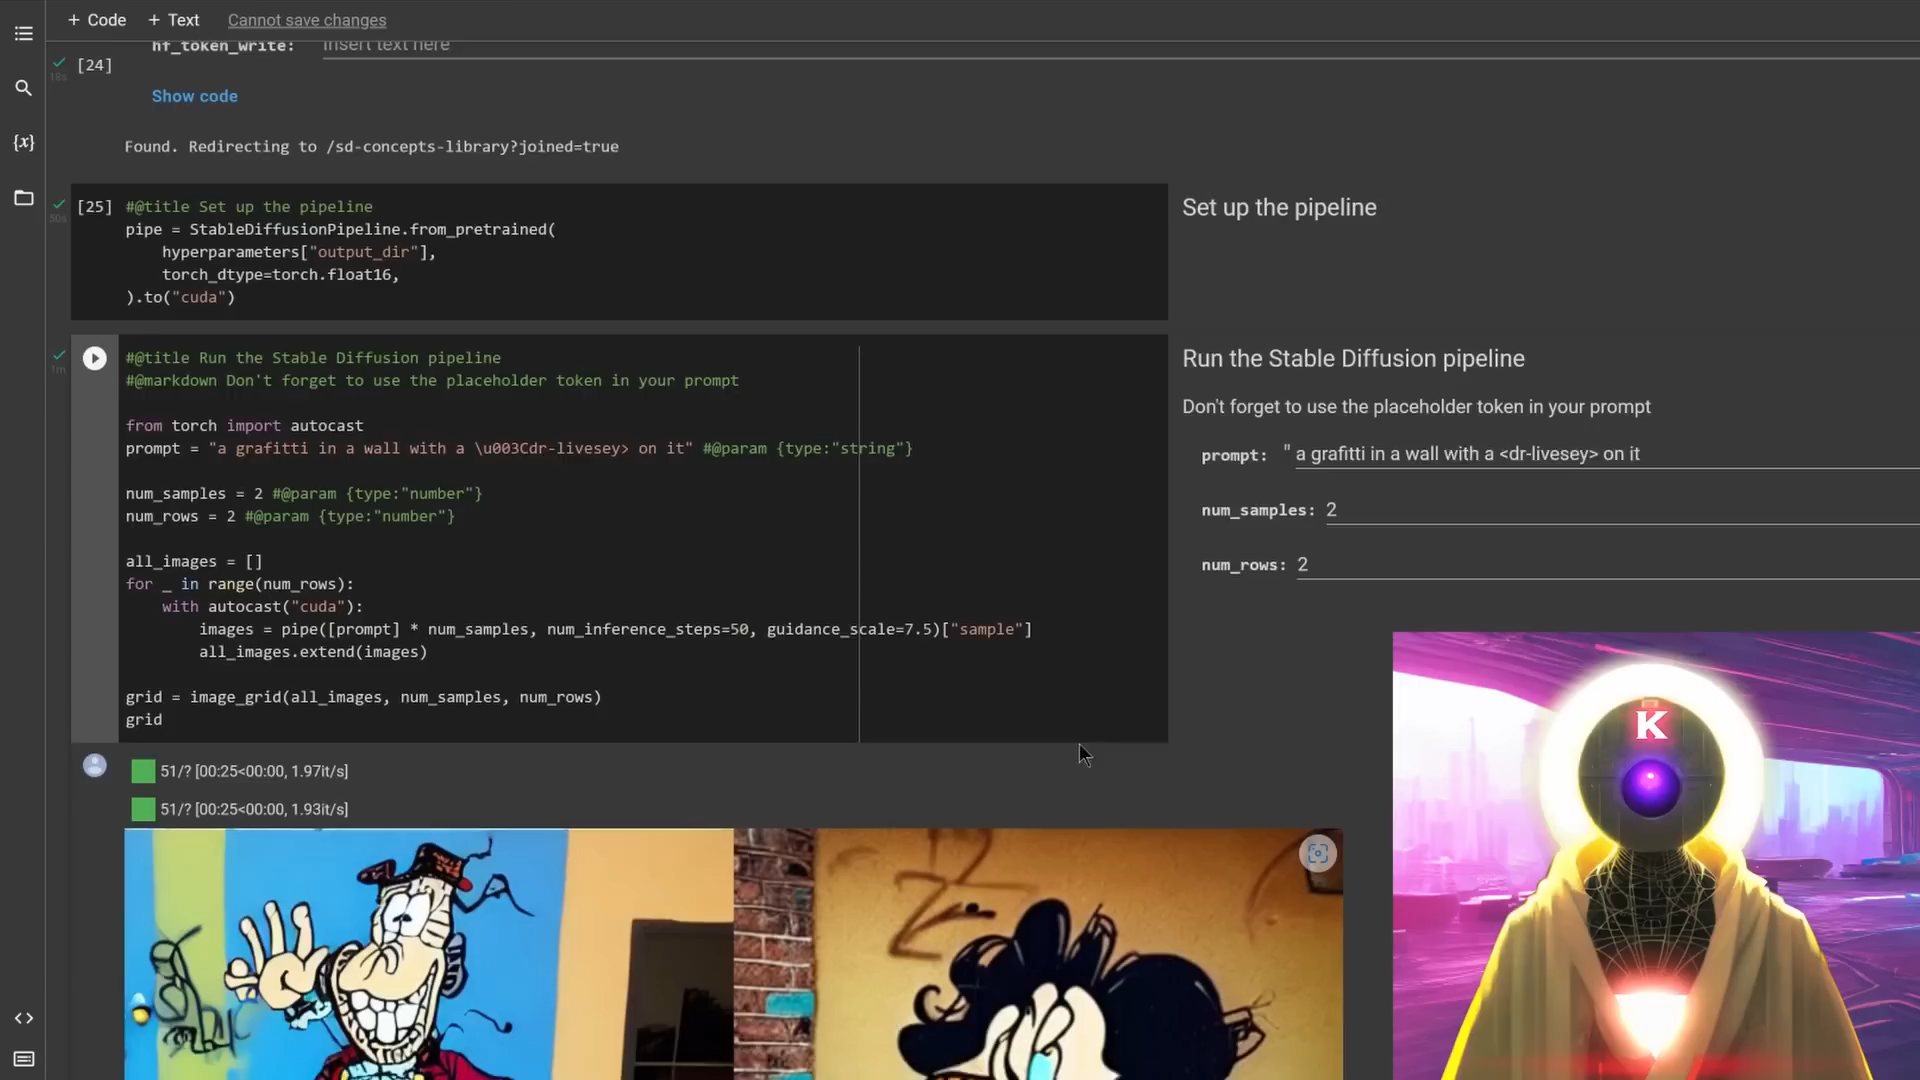 + Code + Text Cannot save changes
hf_token_write: Insert text here
18s [24]
Show code
Found. Redirecting to /sd-concepts-library?joined=true
50s [25] #@title Set up the pipeline
pipe = StableDiffusionPipeline.from_pretrained(
hyperparameters["output_dir"],
torch_dtype=torch.float16,
).to("cuda")
Set up the pipeline
1m
#@title Run the Stable Diffusion pipeline
#@markdown Don't forget to use the placeholder token in your prompt
from torch import autocast
prompt = "a grafitti in a wall with a \u003Cdr-livesey> on it" #@param {type:"string"}
num_samples = 2 #@param {type:"number"}
num_rows = 2 #@param {type:"number"}
all_images = []
for _ in range(num_rows):
with autocast("cuda"):
images = pipe([prompt] * num_samples, num_inference_steps=50, guidance_scale=7.5)["sample"]
all_images.extend(images)
grid = image_grid(all_images, num_samples, num_rows)
grid
Run the Stable Diffusion pipeline
Don't forget to use the placeholder token in your prompt
prompt: " a grafitti in a wall with a <dr-livesey> on it
num_samples: 2
num_rows: 2
51/? [00:25<00:00, 1.97it/s]
51/? [00:25<00:00, 1.93it/s]
K
{x}
<>